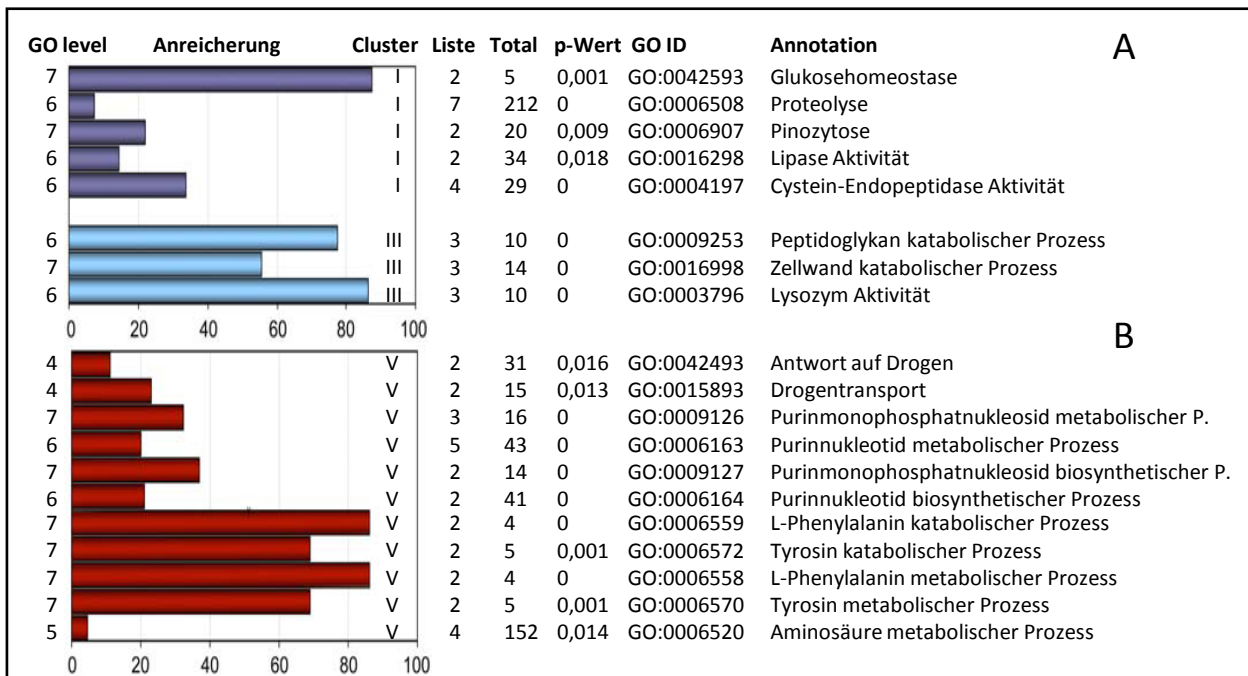 GO level Anreicherung Cluster Liste Total p-Wert GO ID Annotation A
7 I 2 5 0,001 GO:0042593 Glukosehomeostase
6 I 7 212 0 GO:0006508 Proteolyse
7 I 2 20 0,009 GO:0006907 Pinozytose
6 I 2 34 0,018 GO:0016298 Lipase Aktivität
6 I 4 29 0 GO:0004197 Cystein-Endopeptidase Aktivität
6 III 3 10 0 GO:0009253 Peptidoglykan katabolischer Prozess
7 III 3 14 0 GO:0016998 Zellwand katabolischer Prozess
6 III 3 10 0 GO:0003796 Lysozym Aktivität
0 20 40 60 80 100
B
4 V 2 31 0,016 GO:0042493 Antwort auf Drogen
4 V 2 15 0,013 GO:0015893 Drogentransport
7 V 3 16 0 GO:0009126 Purinmonophosphatnukleosid metabolischer P.
6 V 5 43 0 GO:0006163 Purinnukleotid metabolischer Prozess
7 V 2 14 0 GO:0009127 Purinmonophosphatnukleosid biosynthetischer P.
6 V 2 41 0 GO:0006164 Purinnukleotid biosynthetischer Prozess
7 V 2 4 0 GO:0006559 L-Phenylalanin katabolischer Prozess
7 V 2 5 0,001 GO:0006572 Tyrosin katabolischer Prozess
7 V 2 4 0 GO:0006558 L-Phenylalanin metabolischer Prozess
7 V 2 5 0,001 GO:0006570 Tyrosin metabolischer Prozess
5 V 4 152 0,014 GO:0006520 Aminosäure metabolischer Prozess
0 20 40 60 80 100